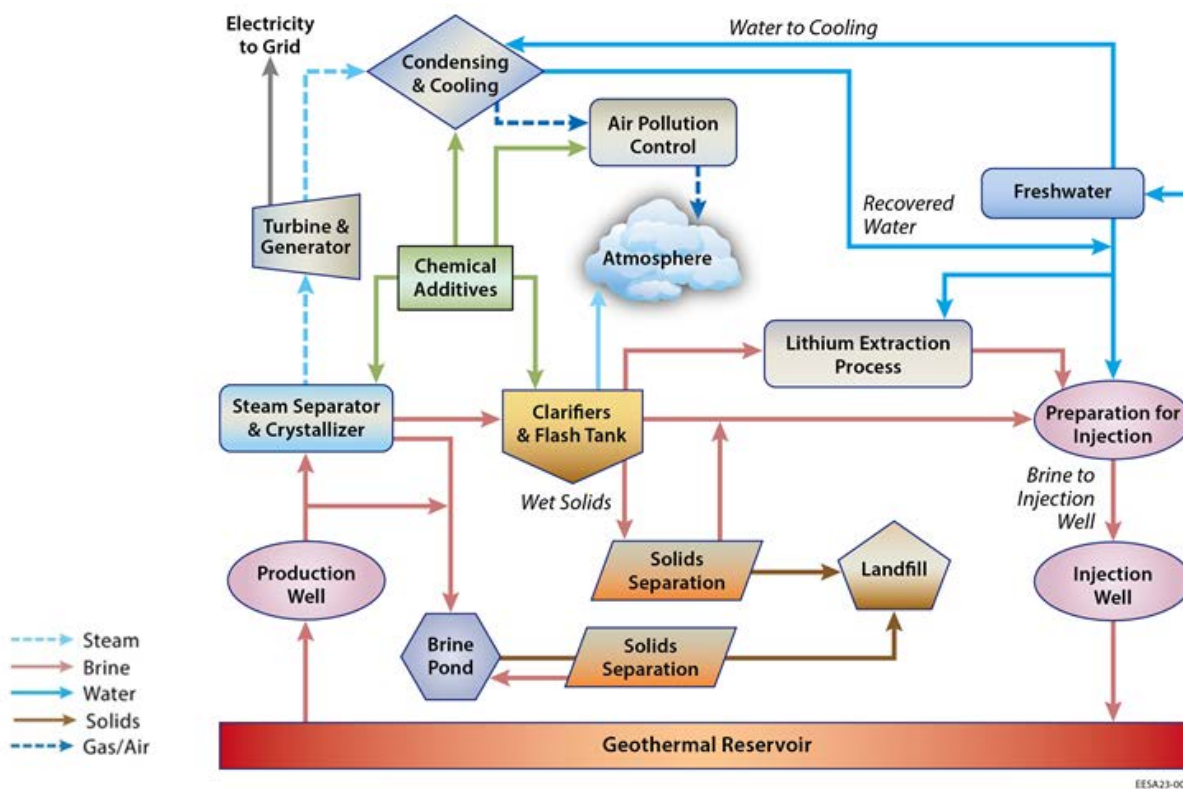 Electricity
to Grid
Water to Cooling
Condensing
& Cooling
Air Pollution
Control
Freshwater
Recovered
Water
Turbine &
Generator
Chemical
Additives
Atmosphere
Lithium Extraction
Process
Steam Separator
& Crystallizer
Clarifiers
& Flash Tank
Preparation for
Injection
Wet Solids
Brine to
Injection
Well
Production
Well
Solids
Separation
Landfill
Injection
Well
Brine
Pond
Solids
Separation
Steam
Brine
Water
Solids
Gas/Air
Geothermal Reservoir
EESA23-00